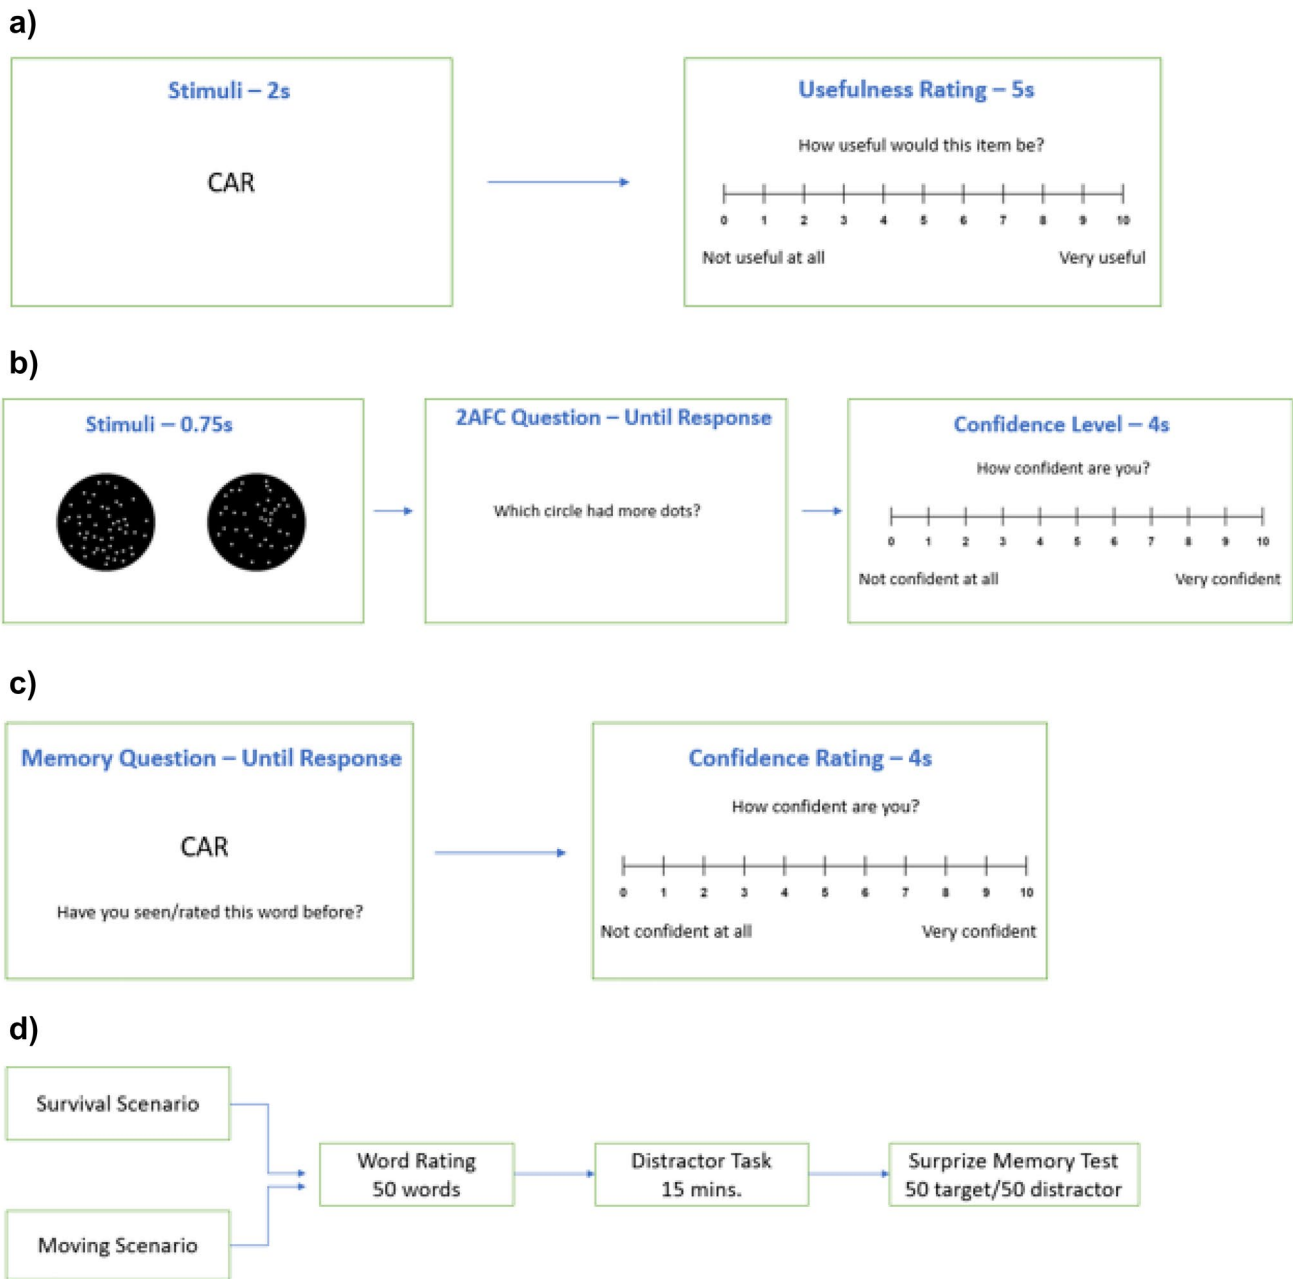 a)
Stimuli – 2s
CAR
Usefulness Rating – 5s
How useful would this item be?
0 1 2 3 4 5 6 7 8 9 10
Not useful at all Very useful
b)
Stimuli – 0.75s
2AFC Question – Until Response
Which circle had more dots?
Confidence Level – 4s
How confident are you?
0 1 2 3 4 5 6 7 8 9 10
Not confident at all Very confident
c)
Memory Question – Until Response
CAR
Have you seen/rated this word before?
Confidence Rating – 4s
How confident are you?
0 1 2 3 4 5 6 7 8 9 10
Not confident at all Very confident
d)
Survival Scenario
Moving Scenario
Word Rating
50 words
Distractor Task
15 mins.
Surprize Memory Test
50 target/50 distractor